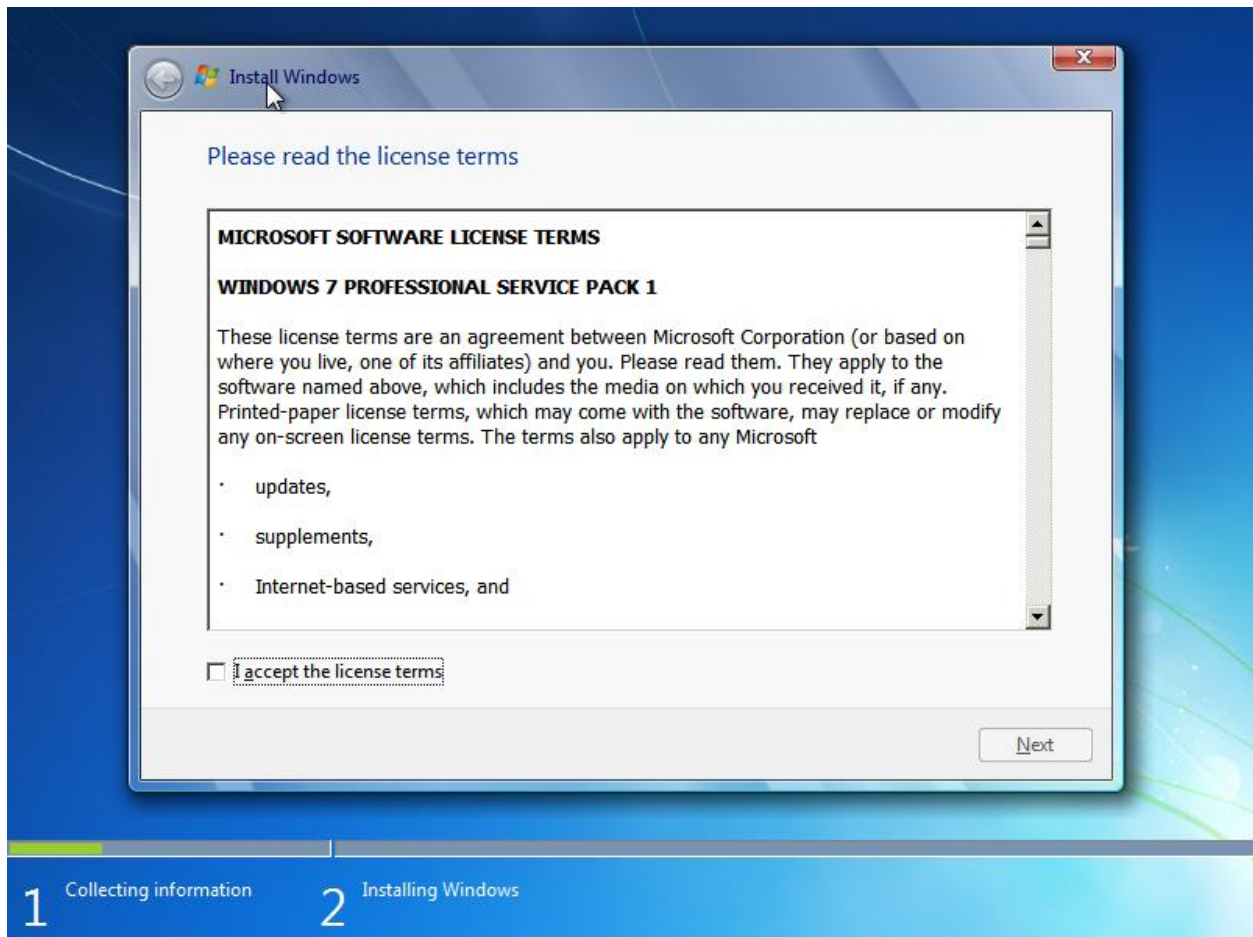 Install Windows
Please read the license terms
MICROSOFT SOFTWARE LICENSE TERMS
WINDOWS 7 PROFESSIONAL SERVICE PACK 1
These license terms are an agreement between Microsoft Corporation (or based on
where you live, one of its affiliates) and you. Please read them. They apply to the
software named above, which includes the media on which you received it, if any.
Printed-paper license terms, which may come with the software, may replace or modify
any on-screen license terms. The terms also apply to any Microsoft
· updates,
· supplements,
· Internet-based services, and
I accept the license terms
Next
1 Collecting information 2 Installing Windows